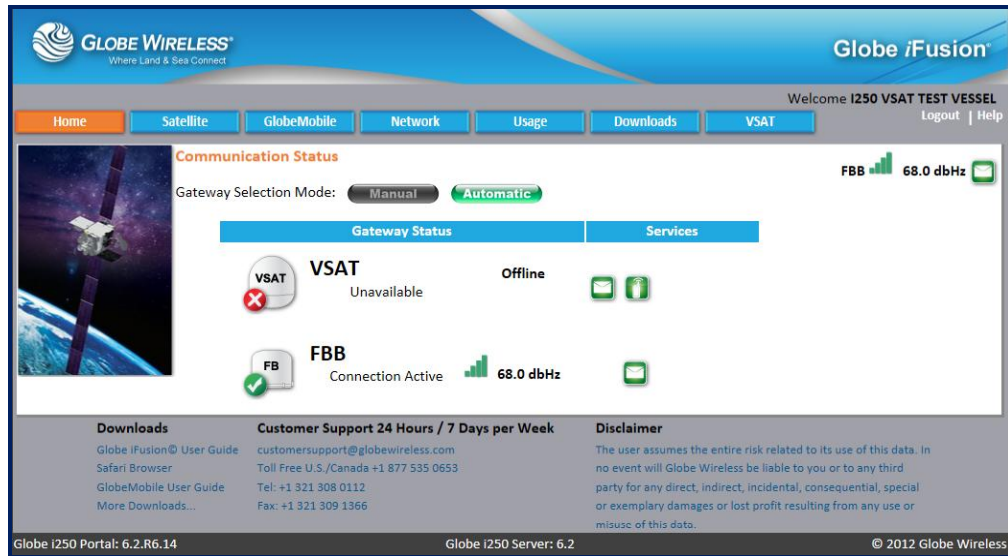 GLOBE WIRELESS®
Where Land & Sea Connect
Globe iFusion®
Welcome I250 VSAT TEST VESSEL
Home Satellite GlobeMobile Network Usage Downloads VSAT Logout | Help
Communication Status
FBB 68.0 dbHz
Gateway Selection Mode: Manual Automatic
Gateway Status Services
VSAT
VSAT Offline
Unavailable
FB
FBB
Connection Active 68.0 dbHz
Downloads
Globe iFusion© User Guide
Safari Browser
GlobeMobile User Guide
More Downloads...
Customer Support 24 Hours / 7 Days per Week
customersupport@globewireless.com
Toll Free U.S./Canada +1 877 535 0653
Tel: +1 321 308 0112
Fax: +1 321 309 1366
Disclaimer
The user assumes the entire risk related to its use of this data. In
no event will Globe Wireless be liable to you or to any third
party for any direct, indirect, incidental, consequential, special
or exemplary damages or lost profit resulting from any use or
misuse of this data.
Globe i250 Portal: 6.2.R6.14 Globe i250 Server: 6.2 © 2012 Globe Wireless